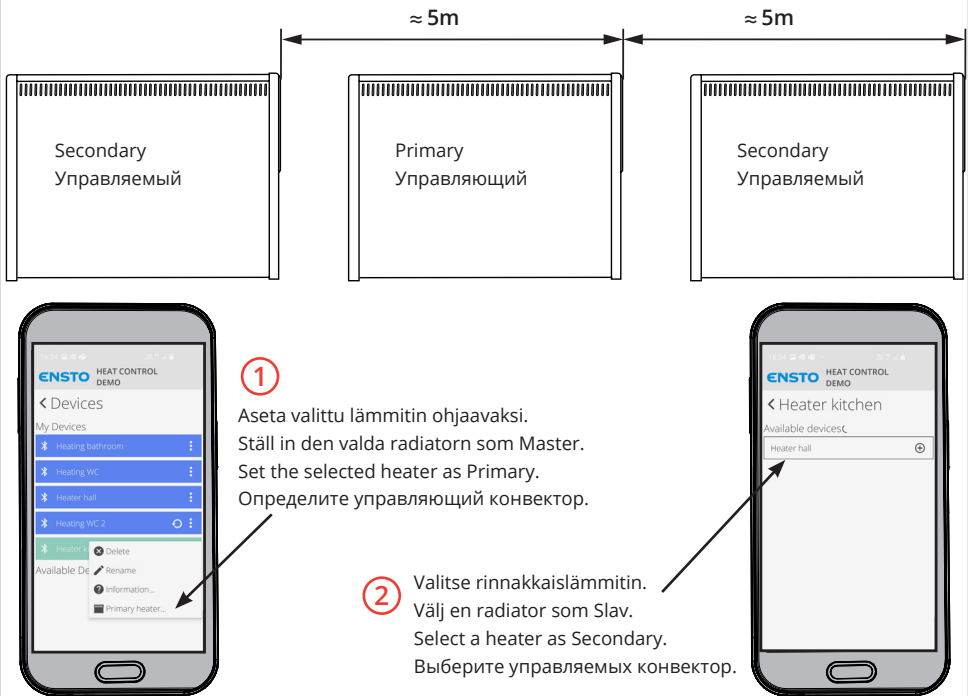 ≈ 5m
≈ 5m
Secondary
Управляемый
Primary
Управляющий
Secondary
Управляемый
ENSTO HEAT CONTROL
DEMO
Devices
My Devices
Heating bathroom
Heating WC
Heater hall
Heating WC 2
Heater k
Delete
Available De
Rename
Information...
Primary heater...
1
Aseta valittu lämmitin ohjaavaksi.
Ställ in den valda radiatorn som Master.
Set the selected heater as Primary.
Определите управляющий конвектор.
2
Valitse rinnakkaislämmitin.
Välj en radiator som Slav.
Select a heater as Secondary.
Выберите управляемых конвектор.
ENSTO HEAT CONTROL
DEMO
Heater kitchen
Available devices
Heater hall